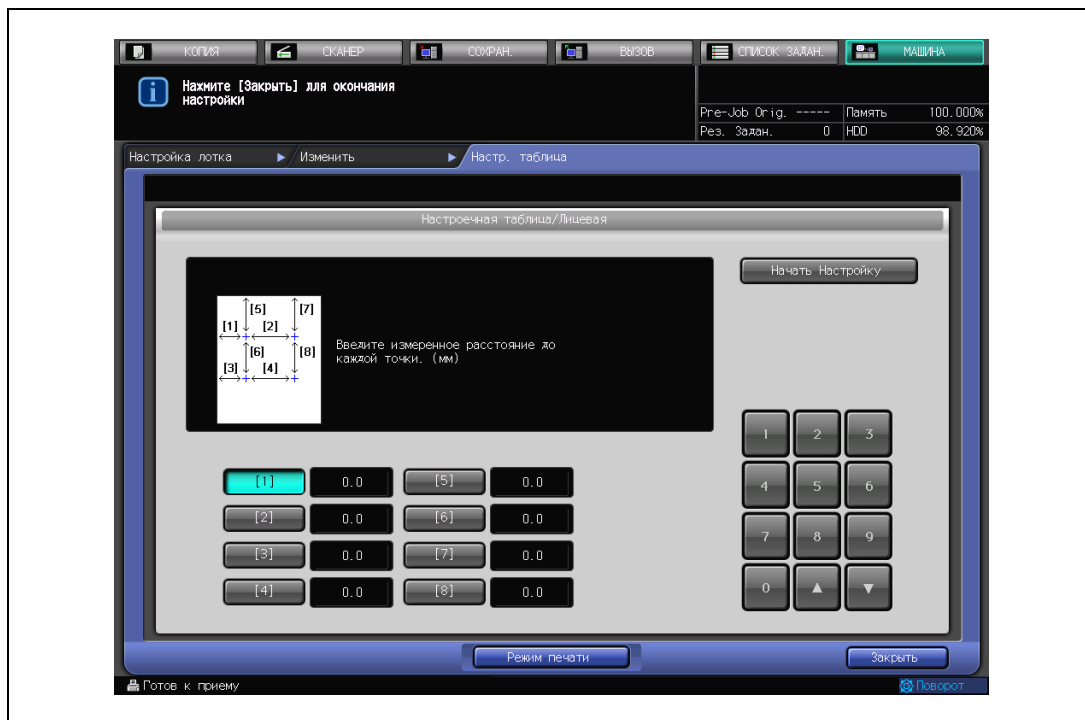 КОПИЯ СКАНЕР СОХРАН. ВЫЗОВ СПИСОК ЗАДАН. МАШИНА
Нажмите [Закрыть] для окончания
настройки
Pre-Job Orig. ----- Память 100.000%
Рез. Задан. 0 HDD 98.920%
Настройка лотка ▶ Изменить ▶ Настр. таблица
Настроечная таблица/Лицевая
Начать Настройку
[5] [7]
[1] [2]
[6] [8]
[3] [4]
Введите измеренное расстояние до
каждой точки. (мм)
1 2 3
4 5 6
7 8 9
0 ▲ ▼
[1] 0.0 [5] 0.0
[2] 0.0 [6] 0.0
[3] 0.0 [7] 0.0
[4] 0.0 [8] 0.0
Режим печати Закрыть
Готов к приему Поворот